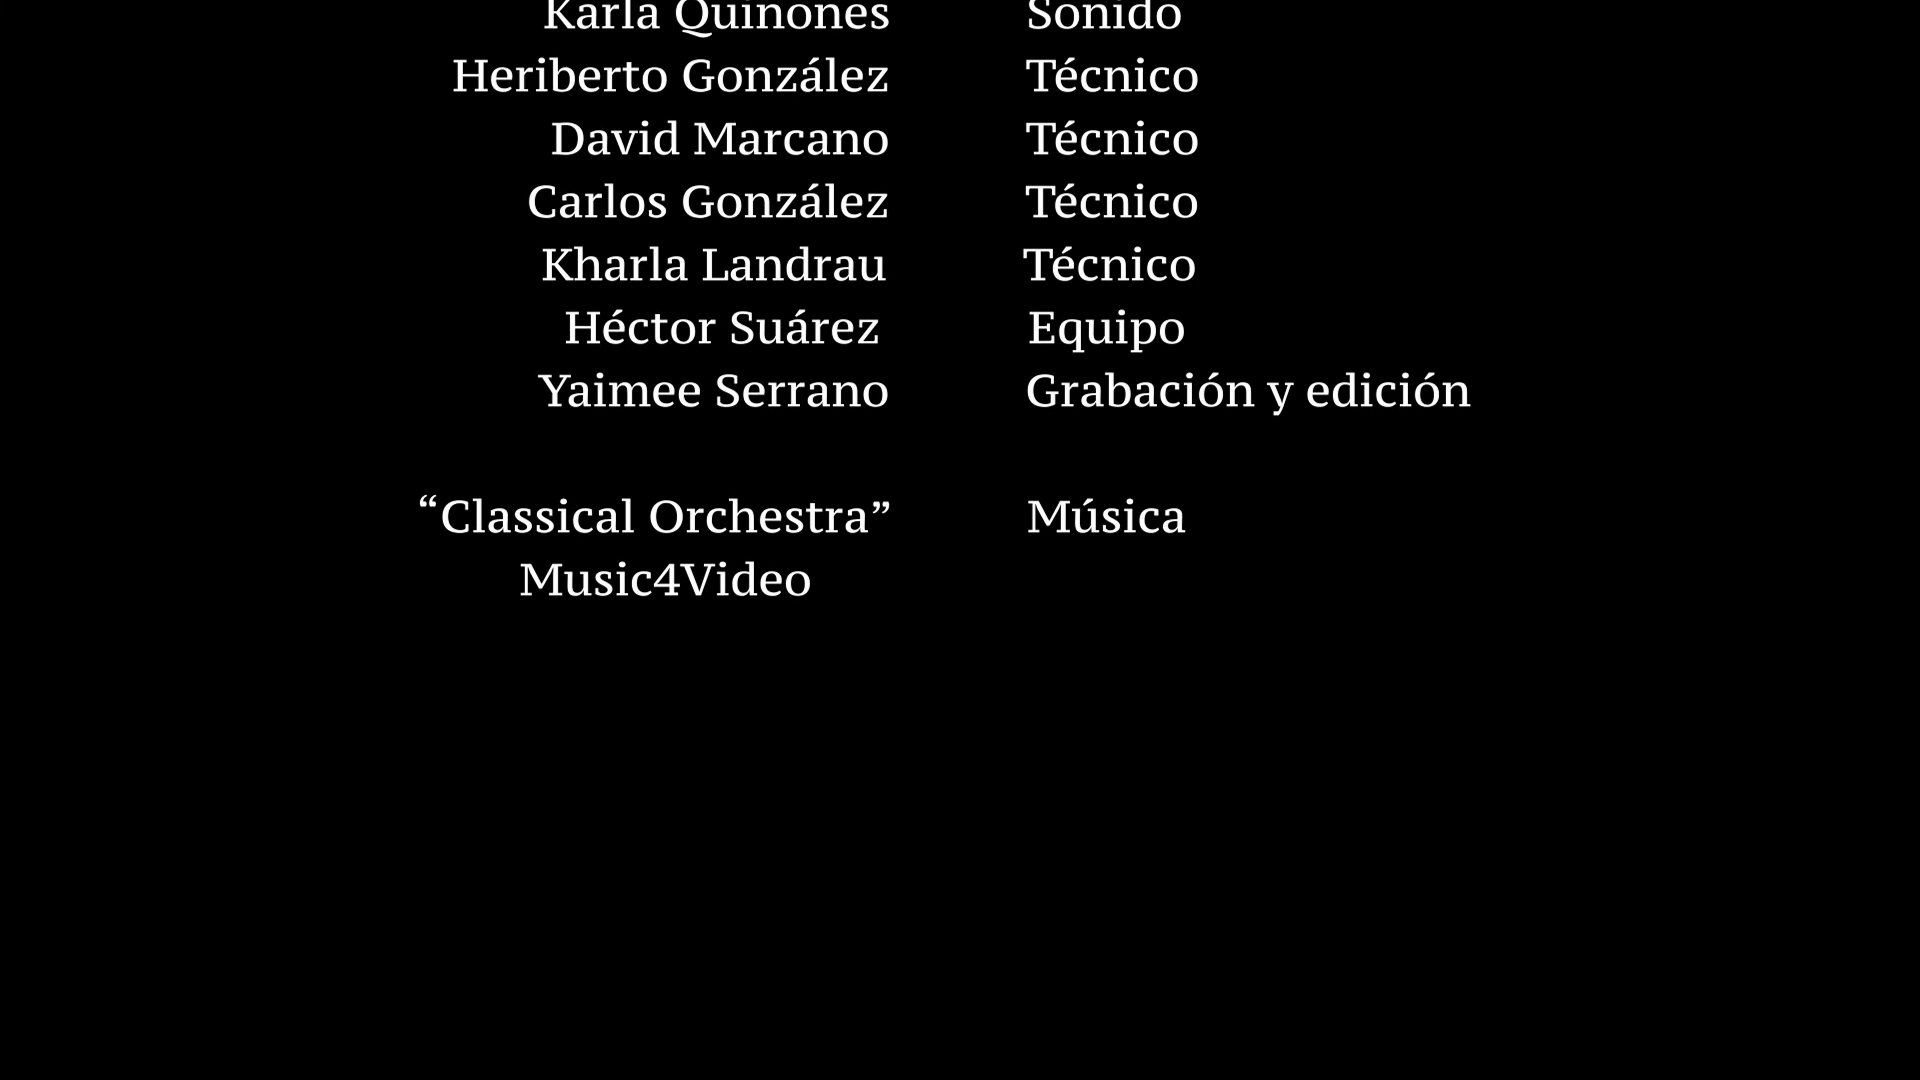 Karla Quiñones Sonido
Heriberto González Técnico
David Marcano Técnico
Carlos González Técnico
Kharla Landrau Técnico
Héctor Suárez Equipo
Yaimee Serrano Grabación y edición
“Classical Orchestra” Música
Music4Video